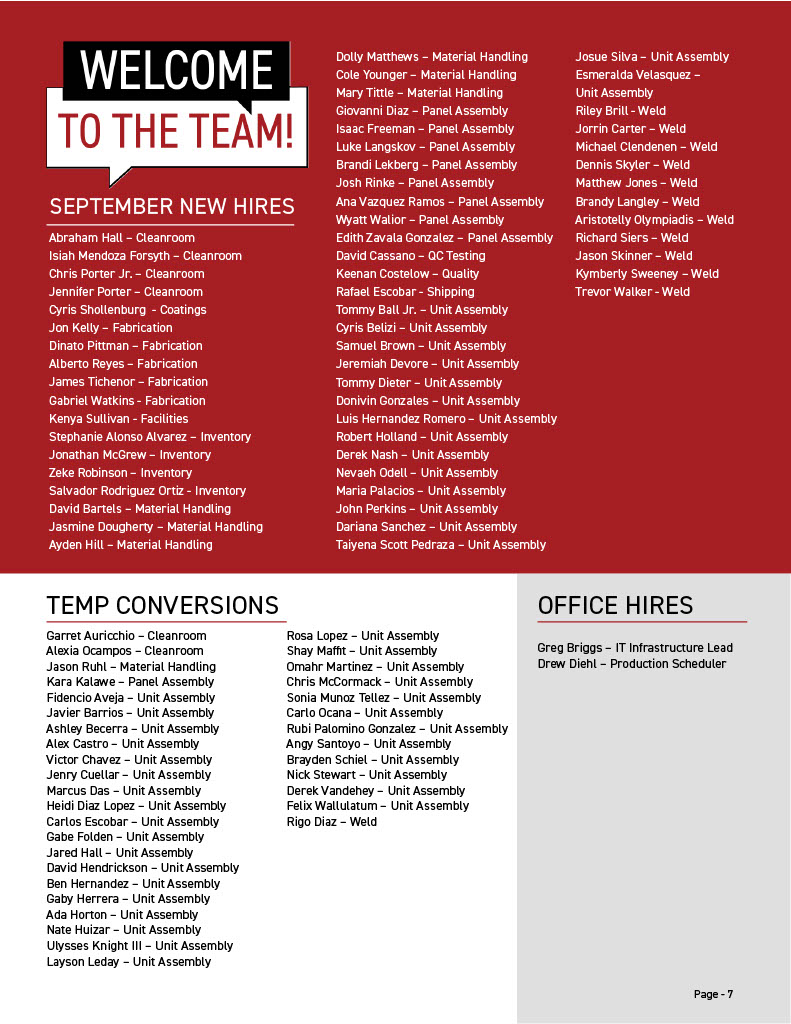 WELCOME
TO THE TEAM!
SEPTEMBER NEW HIRES
Abraham Hall – Cleanroom
Isiah Mendoza Forsyth – Cleanroom
Chris Porter Jr. – Cleanroom
Jennifer Porter – Cleanroom
Cyris Shollenburg  - Coatings
Jon Kelly – Fabrication
Dinato Pittman – Fabrication
Alberto Reyes – Fabrication
James Tichenor – Fabrication
Gabriel Watkins - Fabrication
Kenya Sullivan - Facilities
Stephanie Alonso Alvarez – Inventory
Jonathan McGrew – Inventory
Zeke Robinson – Inventory
Salvador Rodriguez Ortiz - Inventory
David Bartels – Material Handling
Jasmine Dougherty – Material Handling
Ayden Hill – Material Handling
Dolly Matthews – Material Handling
Cole Younger – Material Handling
Mary Tittle – Material Handling
Giovanni Diaz – Panel Assembly
Isaac Freeman – Panel Assembly
Luke Langskov – Panel Assembly
Brandi Lekberg – Panel Assembly
Josh Rinke – Panel Assembly
Ana Vazquez Ramos – Panel Assembly
Wyatt Walior – Panel Assembly
Edith Zavala Gonzalez – Panel Assembly
David Cassano – QC Testing
Keenan Costelow – Quality
Rafael Escobar - Shipping
Tommy Ball Jr. – Unit Assembly
Cyris Belizi – Unit Assembly
Samuel Brown – Unit Assembly
Jeremiah Devore – Unit Assembly
Tommy Dieter – Unit Assembly
Donivin Gonzales – Unit Assembly
Luis Hernandez Romero – Unit Assembly
Robert Holland – Unit Assembly
Derek Nash – Unit Assembly
Nevaeh Odell – Unit Assembly
Maria Palacios – Unit Assembly
John Perkins – Unit Assembly
Dariana Sanchez – Unit Assembly
Taiyena Scott Pedraza – Unit Assembly
Josue Silva – Unit Assembly
Esmeralda Velasquez –
Unit Assembly
Riley Brill - Weld
Jorrin Carter – Weld
Michael Clendenen – Weld
Dennis Skyler – Weld
Matthew Jones – Weld
Brandy Langley – Weld
Aristotelly Olympiadis – Weld
Richard Siers – Weld
Jason Skinner – Weld
Kymberly Sweeney – Weld
Trevor Walker - Weld
TEMP CONVERSIONS
Garret Auricchio – Cleanroom
Alexia Ocampos – Cleanroom
Jason Ruhl – Material Handling
Kara Kalawe – Panel Assembly
Fidencio Aveja – Unit Assembly
Javier Barrios – Unit Assembly
Ashley Becerra – Unit Assembly
Alex Castro – Unit Assembly
Victor Chavez – Unit Assembly
Jenry Cuellar – Unit Assembly
Marcus Das – Unit Assembly
Heidi Diaz Lopez – Unit Assembly
Carlos Escobar – Unit Assembly
Gabe Folden – Unit Assembly
Jared Hall – Unit Assembly
David Hendrickson – Unit Assembly
Ben Hernandez – Unit Assembly
Gaby Herrera – Unit Assembly
Ada Horton – Unit Assembly
Nate Huizar – Unit Assembly
Ulysses Knight III – Unit Assembly
Layson Leday – Unit Assembly
Rosa Lopez – Unit Assembly
Shay Maffit – Unit Assembly
Omahr Martinez – Unit Assembly
Chris McCormack – Unit Assembly
Sonia Munoz Tellez – Unit Assembly
Carlo Ocana – Unit Assembly
Rubi Palomino Gonzalez – Unit Assembly
Angy Santoyo – Unit Assembly
Brayden Schiel – Unit Assembly
Nick Stewart – Unit Assembly
Derek Vandehey – Unit Assembly
Felix Wallulatum – Unit Assembly
Rigo Diaz – Weld
OFFICE HIRES
Greg Briggs – IT Infrastructure Lead
Drew Diehl – Production Scheduler
Page - 7